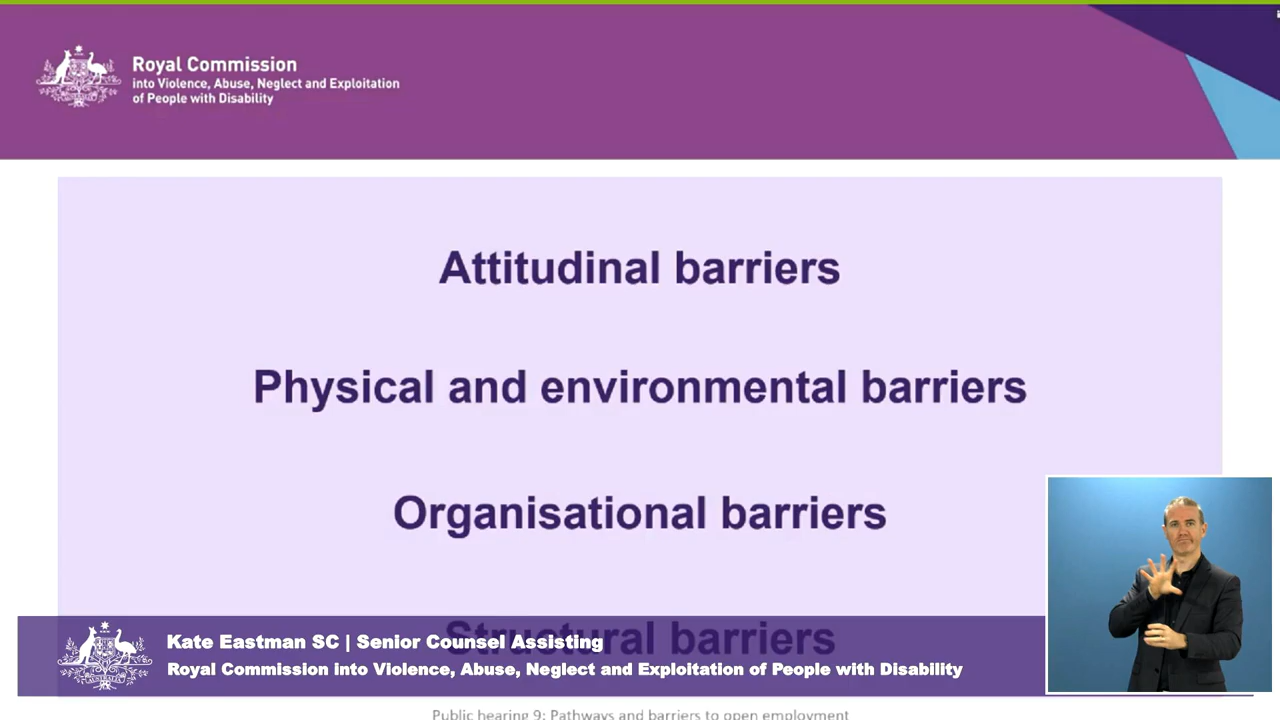 Royal Commission
into Violence, Abuse, Neglect and Exploitation
of People with Disability
Attitudinal barriers
Physical and environmental barriers
Organisational barriers
Structural barriers
Kate Eastman SC | Senior Counsel Assisting
Royal Commission into Violence, Abuse, Neglect and Exploitation of People with Disability
Public hearing 9: Pathways and barriers to open employment